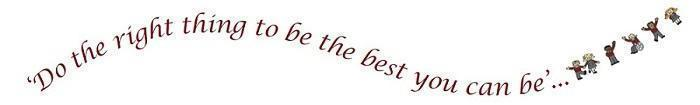 ‘Do the right thing to be the best you can be’...